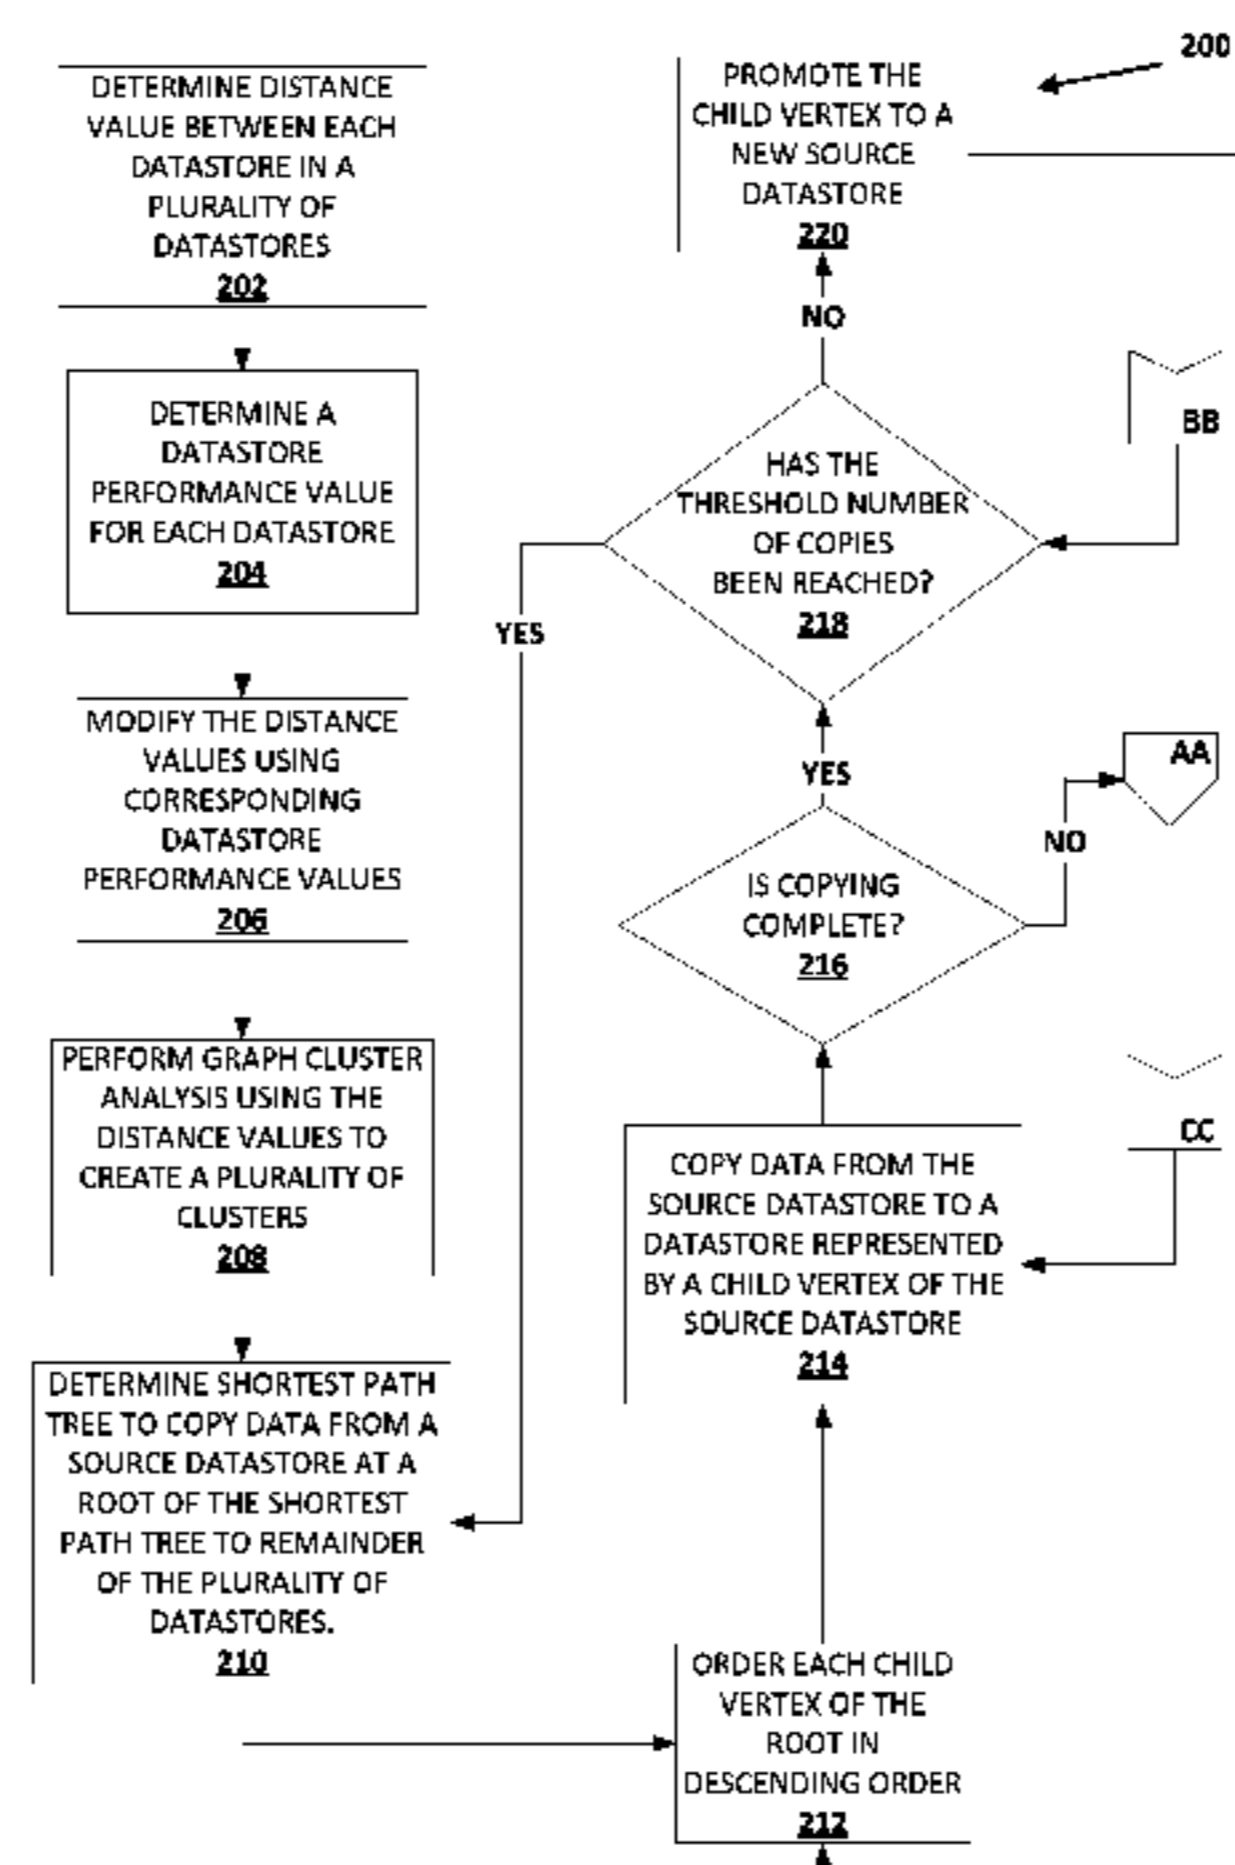 DETERMINE DISTANCE
VALUE BETWEEN EACH
DATASTORE IN A
PLURALITY OF
DATASTORES
202
DETERMINE A
DATASTORE
PERFORMANCE VALUE
FOR EACH DATASTORE
204
MODIFY THE DISTANCE
VALUES USING
CORRESPONDING
DATASTORE
PERFORMANCE VALUES
206
PERFORM GRAPH CLUSTER
ANALYSIS USING THE
DISTANCE VALUES TO
CREATE A PLURALITY OF
CLUSTERS
208
DETERMINE SHORTEST PATH
TREE TO COPY DATA FROM A
SOURCE DATASTORE AT A
ROOT OF THE SHORTEST
PATH TREE TO REMAINDER
OF THE PLURALITY OF
DATASTORES.
210
200
PROMOTE THE
CHILD VERTEX TO A
NEW SOURCE
DATASTORE
220
NO
BB
HAS THE
THRESHOLD NUMBER
OF COPIES
BEEN REACHED?
218
YES
YES
AA
NO
IS COPYING
COMPLETE?
216
CC
COPY DATA FROM THE
SOURCE DATASTORE TO A
DATASTORE REPRESENTED
BY A CHILD VERTEX OF THE
SOURCE DATASTORE
214
ORDER EACH CHILD
VERTEX OF THE
ROOT IN
DESCENDING ORDER
212